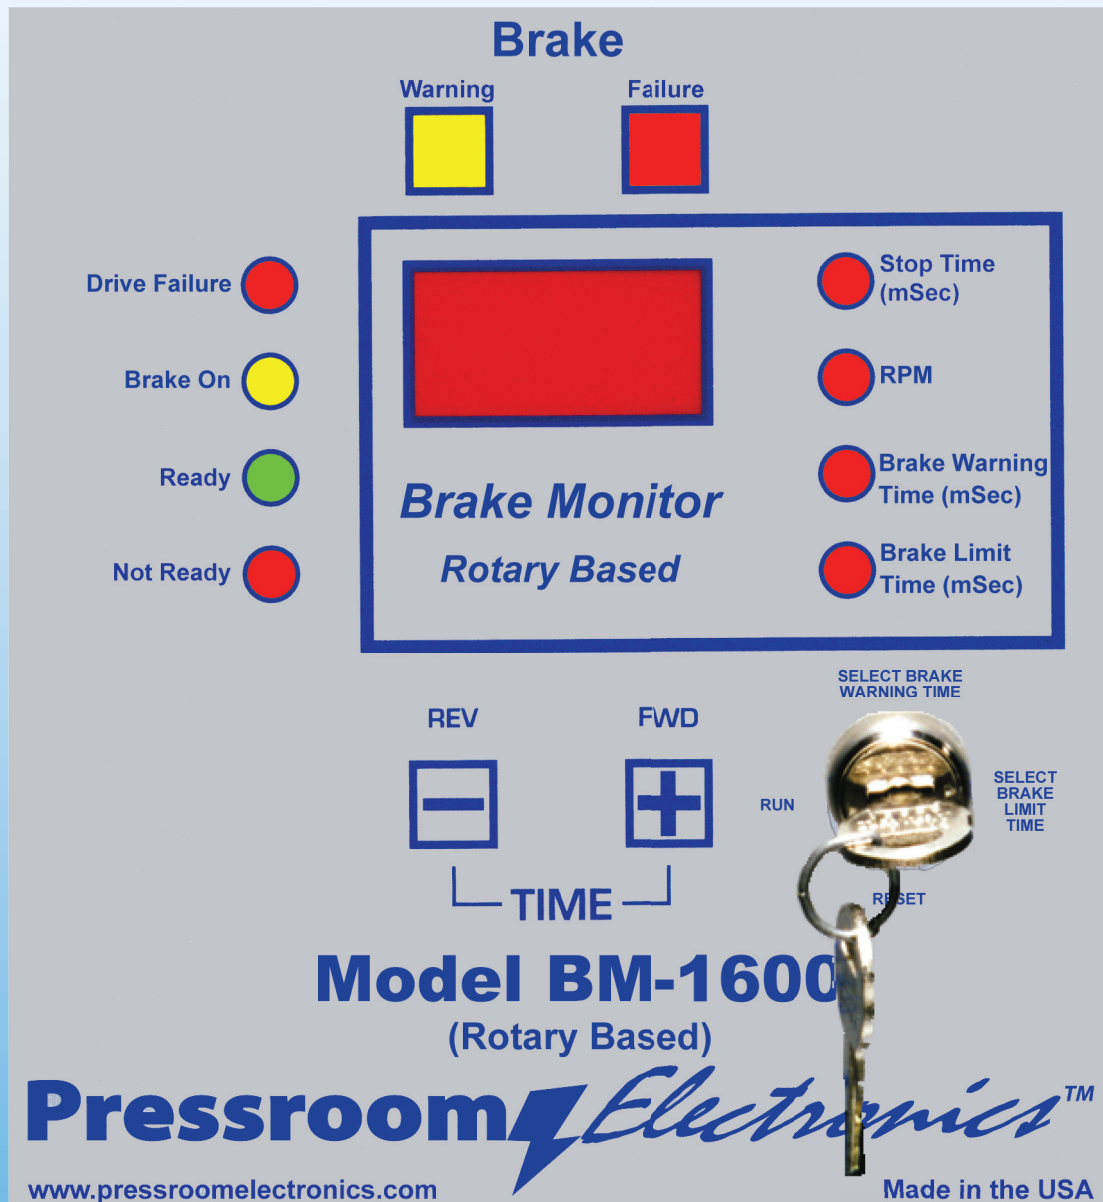 Brake
Warning
Failure
Drive Failure
Brake On
Ready
Not Ready
Stop Time
(mSec)
RPM
Brake Warning
Time (mSec)
Brake Limit
Time (mSec)
Brake Monitor
Rotary Based
REV
FWD
TIME
SELECT BRAKE
WARNING TIME
RUN
SELECT
BRAKE
LIMIT
TIME
RESET
Model BM-1600
(Rotary Based)
Pressroom Electronics™
www.pressroomelectronics.com
Made in the USA